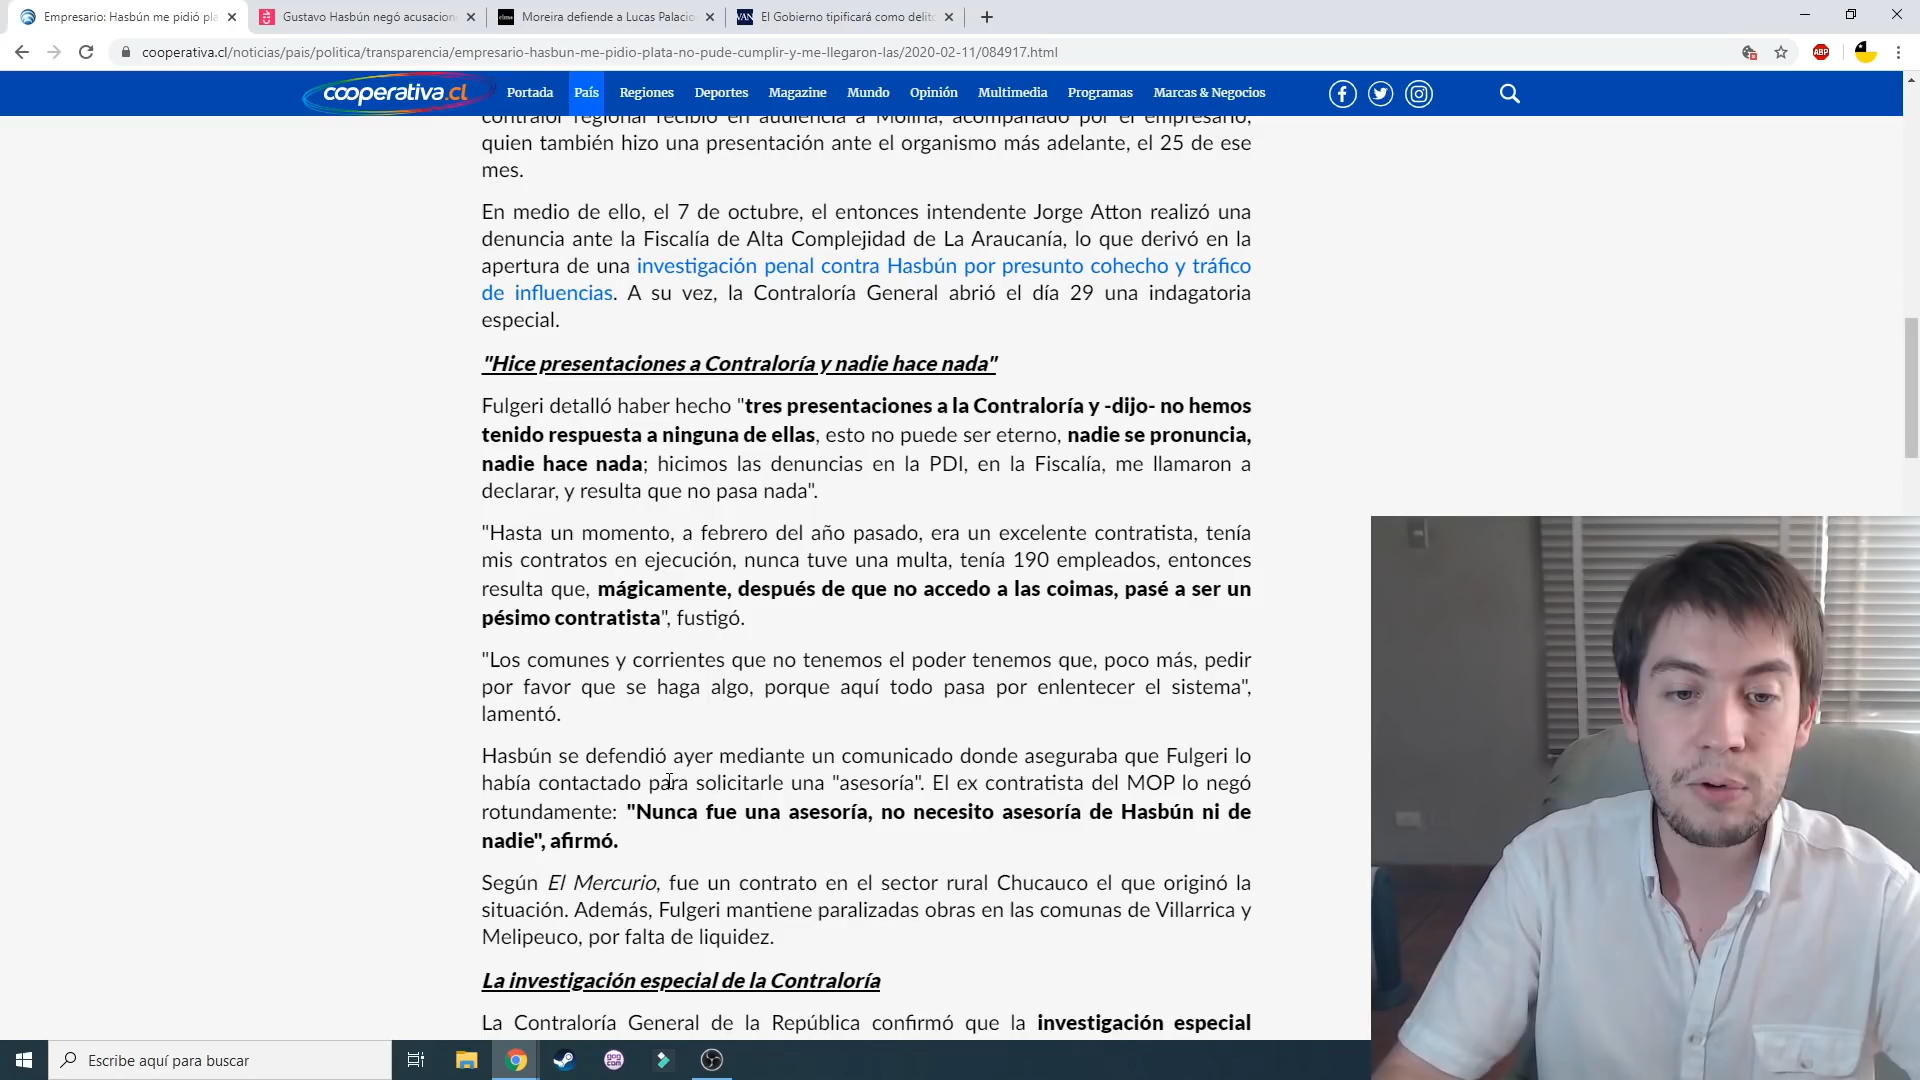 Empresario: Hasbún me pidió pla
Gustavo Hasbún negó acusacion
Moreira defiende a Lucas Palacio
El Gobierno tipificará como delito
cooperativa.cl/noticias/pais/politica/transparencia/empresario-hasbun-me-pidio-plata-no-pude-cumplir-y-me-llegaron-las/2020-02-11/084917.html
ABP
cooperativa.cl Portada País Regiones Deportes Magazine Mundo Opinión Multimedia Programas Marcas & Negocios
contralor regional recibió en audiencia a Molina, acompañado por el empresario,
quien también hizo una presentación ante el organismo más adelante, el 25 de ese
mes.
En medio de ello, el 7 de octubre, el entonces intendente Jorge Atton realizó una
denuncia ante la Fiscalía de Alta Complejidad de La Araucanía, lo que derivó en la
apertura de una investigación penal contra Hasbún por presunto cohecho y tráfico
de influencias. A su vez, la Contraloría General abrió el día 29 una indagatoria
especial.
"Hice presentaciones a Contraloría y nadie hace nada"
Fulgeri detalló haber hecho "tres presentaciones a la Contraloría y -dijo- no hemos
tenido respuesta a ninguna de ellas, esto no puede ser eterno, nadie se pronuncia,
nadie hace nada; hicimos las denuncias en la PDI, en la Fiscalía, me llamaron a
declarar, y resulta que no pasa nada".
"Hasta un momento, a febrero del año pasado, era un excelente contratista, tenía
mis contratos en ejecución, nunca tuve una multa, tenía 190 empleados, entonces
resulta que, mágicamente, después de que no accedo a las coimas, pasé a ser un
pésimo contratista", fustigó.
"Los comunes y corrientes que no tenemos el poder tenemos que, poco más, pedir
por favor que se haga algo, porque aquí todo pasa por enlentecer el sistema",
lamentó.
Hasbún se defendió ayer mediante un comunicado donde aseguraba que Fulgeri lo
había contactado para solicitarle una "asesoría". El ex contratista del MOP lo negó
rotundamente: "Nunca fue una asesoría, no necesito asesoría de Hasbún ni de
nadie", afirmó.
Según El Mercurio, fue un contrato en el sector rural Chucauco el que originó la
situación. Además, Fulgeri mantiene paralizadas obras en las comunas de Villarrica y
Melipeuco, por falta de liquidez.
La investigación especial de la Contraloría
La Contraloría General de la República confirmó que la investigación especial
Escribe aquí para buscar